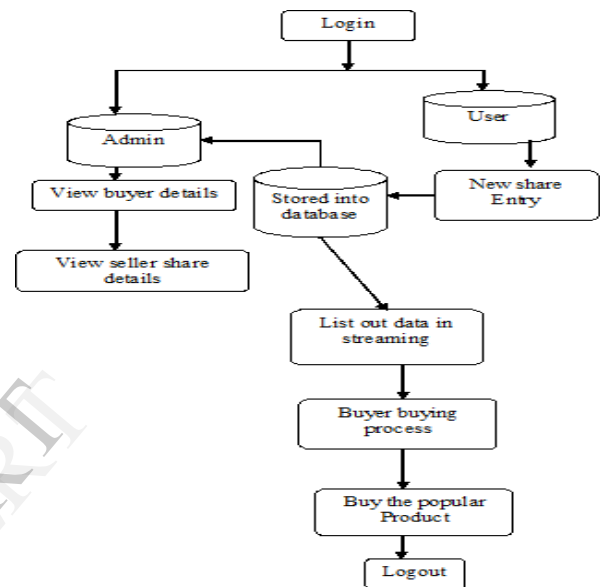 Login
User
Admin
View buyer details
Stored into
database
New share
Entry
View seller share
details
List out data in
streaming
Buyer buying
process
Buy the popular
Product
Logout